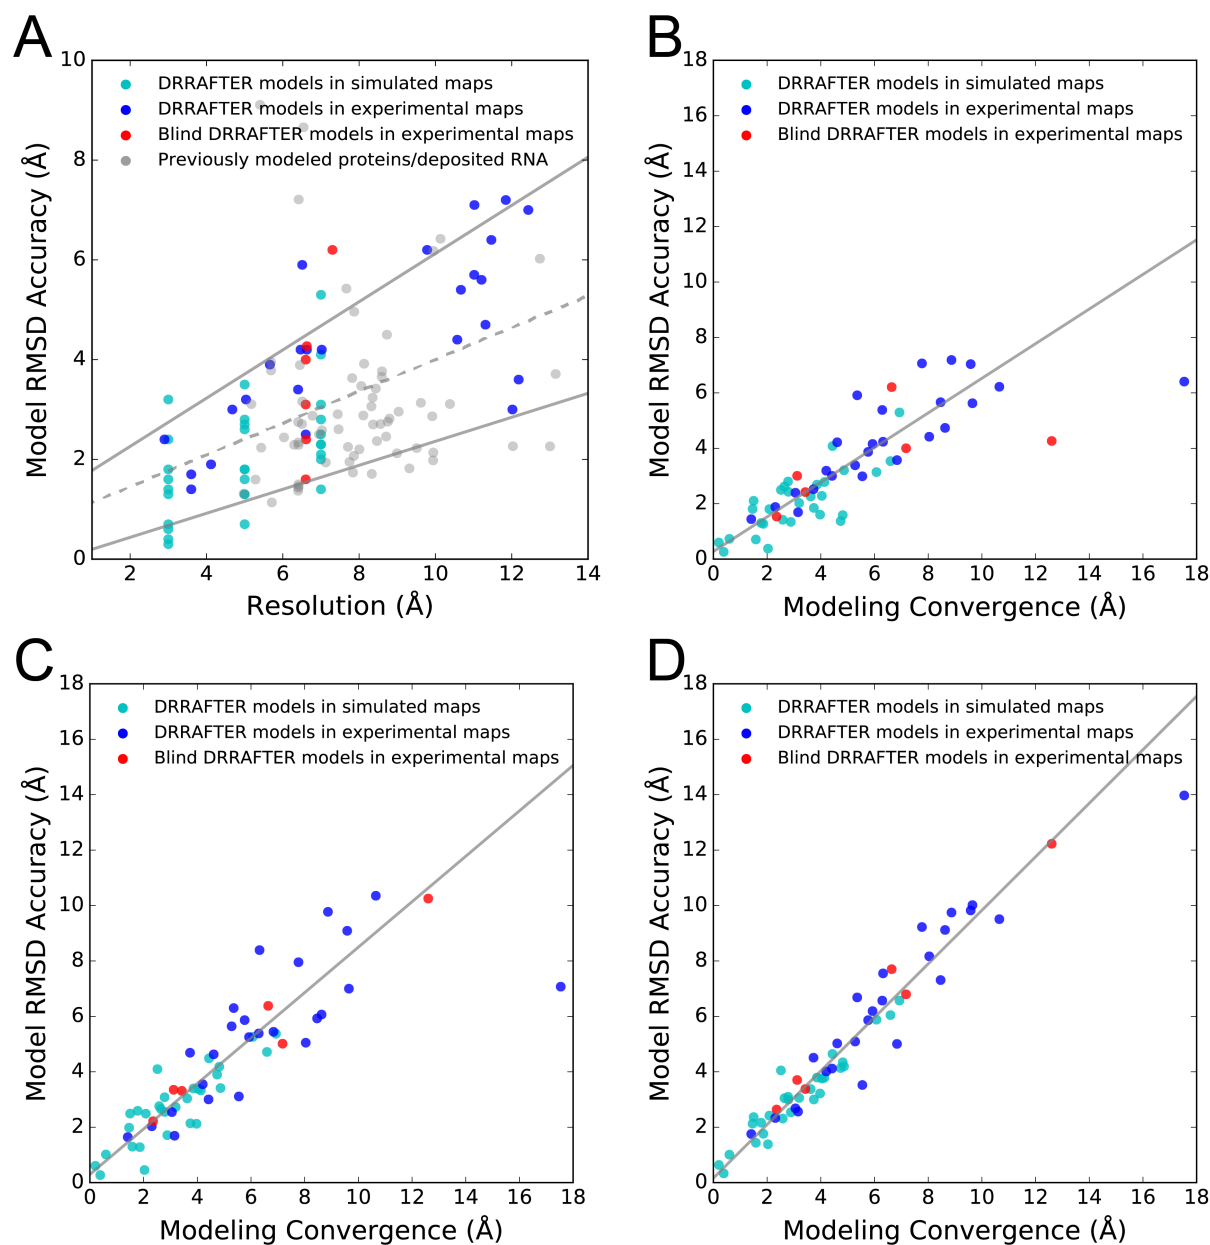 A
10
8
6
4
2
0
2
4
6
8
10
12
14
Model RMSD Accuracy (Å)
Resolution (Å)
DRRAFTER models in simulated maps
DRRAFTER models in experimental maps
Blind DRRAFTER models in experimental maps
Previously modeled proteins/deposited RNA
B
18
16
14
12
10
8
6
4
2
0
0
2
4
6
8
10
12
14
16
18
Model RMSD Accuracy (Å)
Modeling Convergence (Å)
DRRAFTER models in simulated maps
DRRAFTER models in experimental maps
Blind DRRAFTER models in experimental maps
C
18
16
14
12
10
8
6
4
2
0
0
2
4
6
8
10
12
14
16
18
Model RMSD Accuracy (Å)
Modeling Convergence (Å)
DRRAFTER models in simulated maps
DRRAFTER models in experimental maps
Blind DRRAFTER models in experimental maps
D
18
16
14
12
10
8
6
4
2
0
0
2
4
6
8
10
12
14
16
18
Model RMSD Accuracy (Å)
Modeling Convergence (Å)
DRRAFTER models in simulated maps
DRRAFTER models in experimental maps
Blind DRRAFTER models in experimental maps